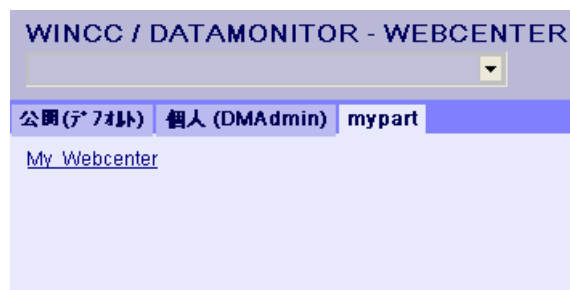 WINCC / DATAMONITOR - WEBCENTER
公開(ﾃﾞﾌｫﾙﾄ) 個人 (DMAdmin) mypart
My Webcenter